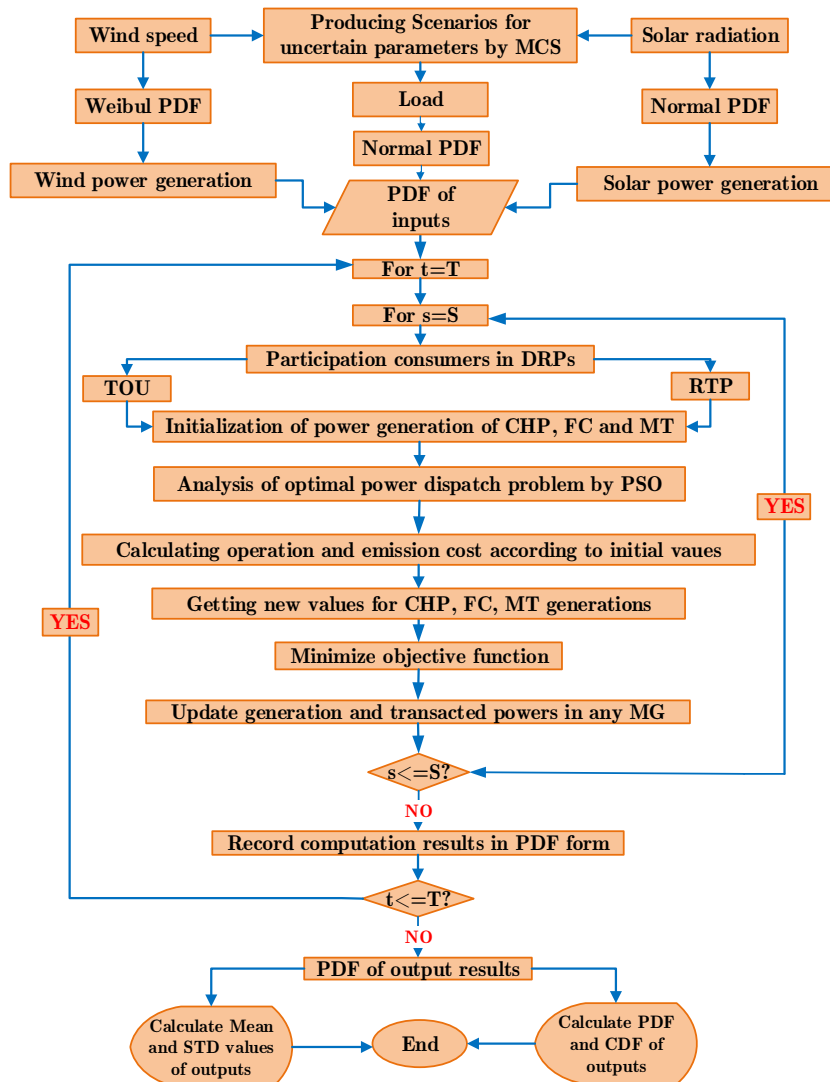 Wind speed
Producing Scenarios for
uncertain parameters by MCS
Solar radiation
Weibul PDF
Load
Normal PDF
Normal PDF
Wind power generation
Solar power generation
PDF of
inputs
For t=T
For s=S
Participation consumers in DRPs
TOU
RTP
Initialization of power generation of CHP, FC and MT
Analysis of optimal power dispatch problem by PSO
YES
Calculating operation and emission cost according to initial vaues
Getting new values for CHP, FC, MT generations
YES
Minimize objective function
Update generation and transacted powers in any MG
s<=S?
NO
Record computation results in PDF form
t<=T?
NO
PDF of output results
Calculate Mean
and STD values
of outputs
End
Calculate PDF
and CDF of
outputs